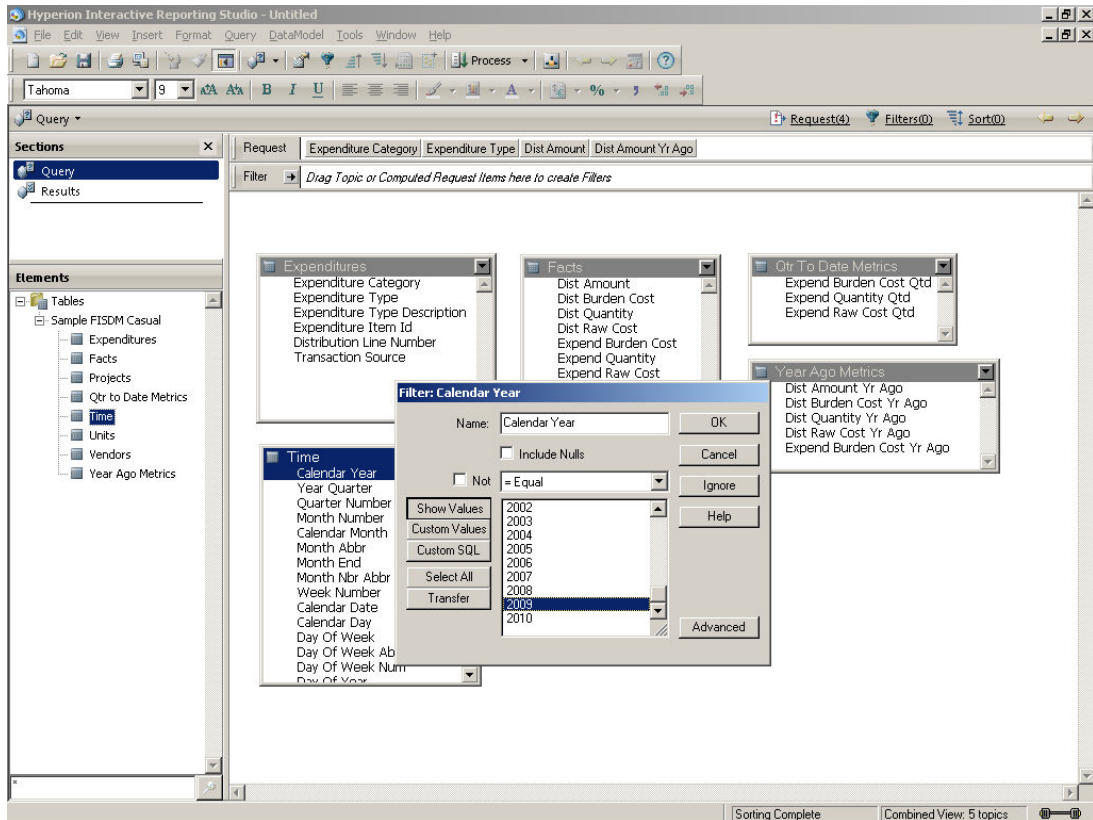 Hyperion Interactive Reporting Studio - Untitled
File Edit View Insert Format Query DataModel Tools Window Help
Process
Tahoma 9 B I U A %
Query Request(4) Filters(0) Sort(0)
Sections
Query
Results
Request Expenditure Category Expenditure Type Dist Amount Dist Amount Yr Ago
Filter Drag Topic or Computed Request Items here to create Filters
Elements
Tables
Sample FISDM Casual
Expenditures
Facts
Projects
Qtr to Date Metrics
Time
Units
Vendors
Year Ago Metrics
*
Expenditures
Expenditure Category
Expenditure Type
Expenditure Type Description
Expenditure Item Id
Distribution Line Number
Transaction Source
Facts
Dist Amount
Dist Burden Cost
Dist Quantity
Dist Raw Cost
Expend Burden Cost
Expend Quantity
Expend Raw Cost
Qtr To Date Metrics
Expend Burden Cost Qtd
Expend Quantity Qtd
Expend Raw Cost Qtd
Year Ago Metrics
Dist Amount Yr Ago
Dist Burden Cost Yr Ago
Dist Quantity Yr Ago
Dist Raw Cost Yr Ago
Expend Burden Cost Yr Ago
Time
Calendar Year
Year Quarter
Quarter Number
Month Number
Calendar Month
Month Abbr
Month End
Month Nbr Abbr
Week Number
Calendar Date
Calendar Day
Day Of Week
Day Of Week Ab
Day Of Week Num
Day Of Year
Filter: Calendar Year
Name: Calendar Year
Include Nulls
Not = Equal
Show Values
Custom Values
Custom SQL
Select All
Transfer
2002
2003
2004
2005
2006
2007
2008
2009
2010
OK
Cancel
Ignore
Help
Advanced
Sorting Complete Combined View: 5 topics